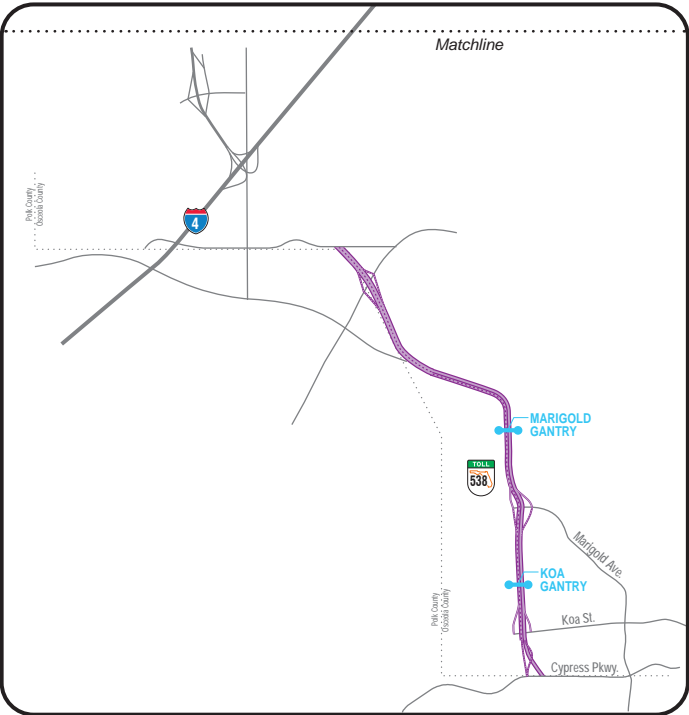 Matchline
Polk County
Osceola County
4
MARIGOLD
GANTRY
TOLL
538
Marigold Ave.
KOA
GANTRY
Polk County
Osceola County
Koa St.
Cypress Pkwy.